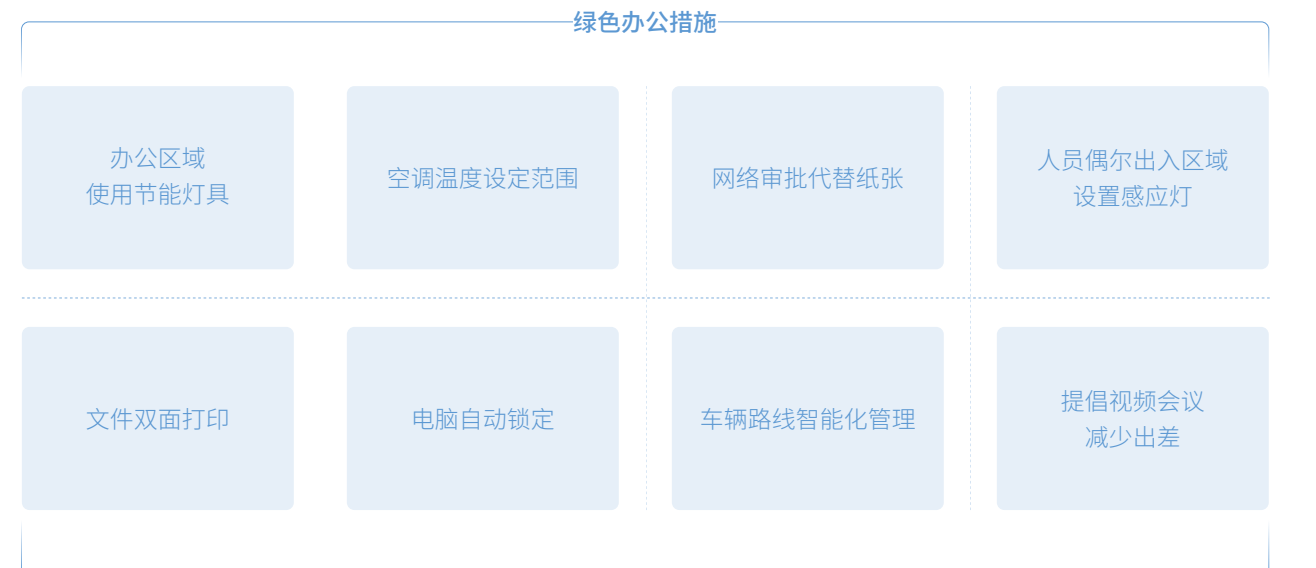 绿色办公措施
办公区域
使用节能灯具
空调温度设定范围
网络审批代替纸张
人员偶尔出入区域
设置感应灯
文件双面打印
电脑自动锁定
车辆路线智能化管理
提倡视频会议
减少出差